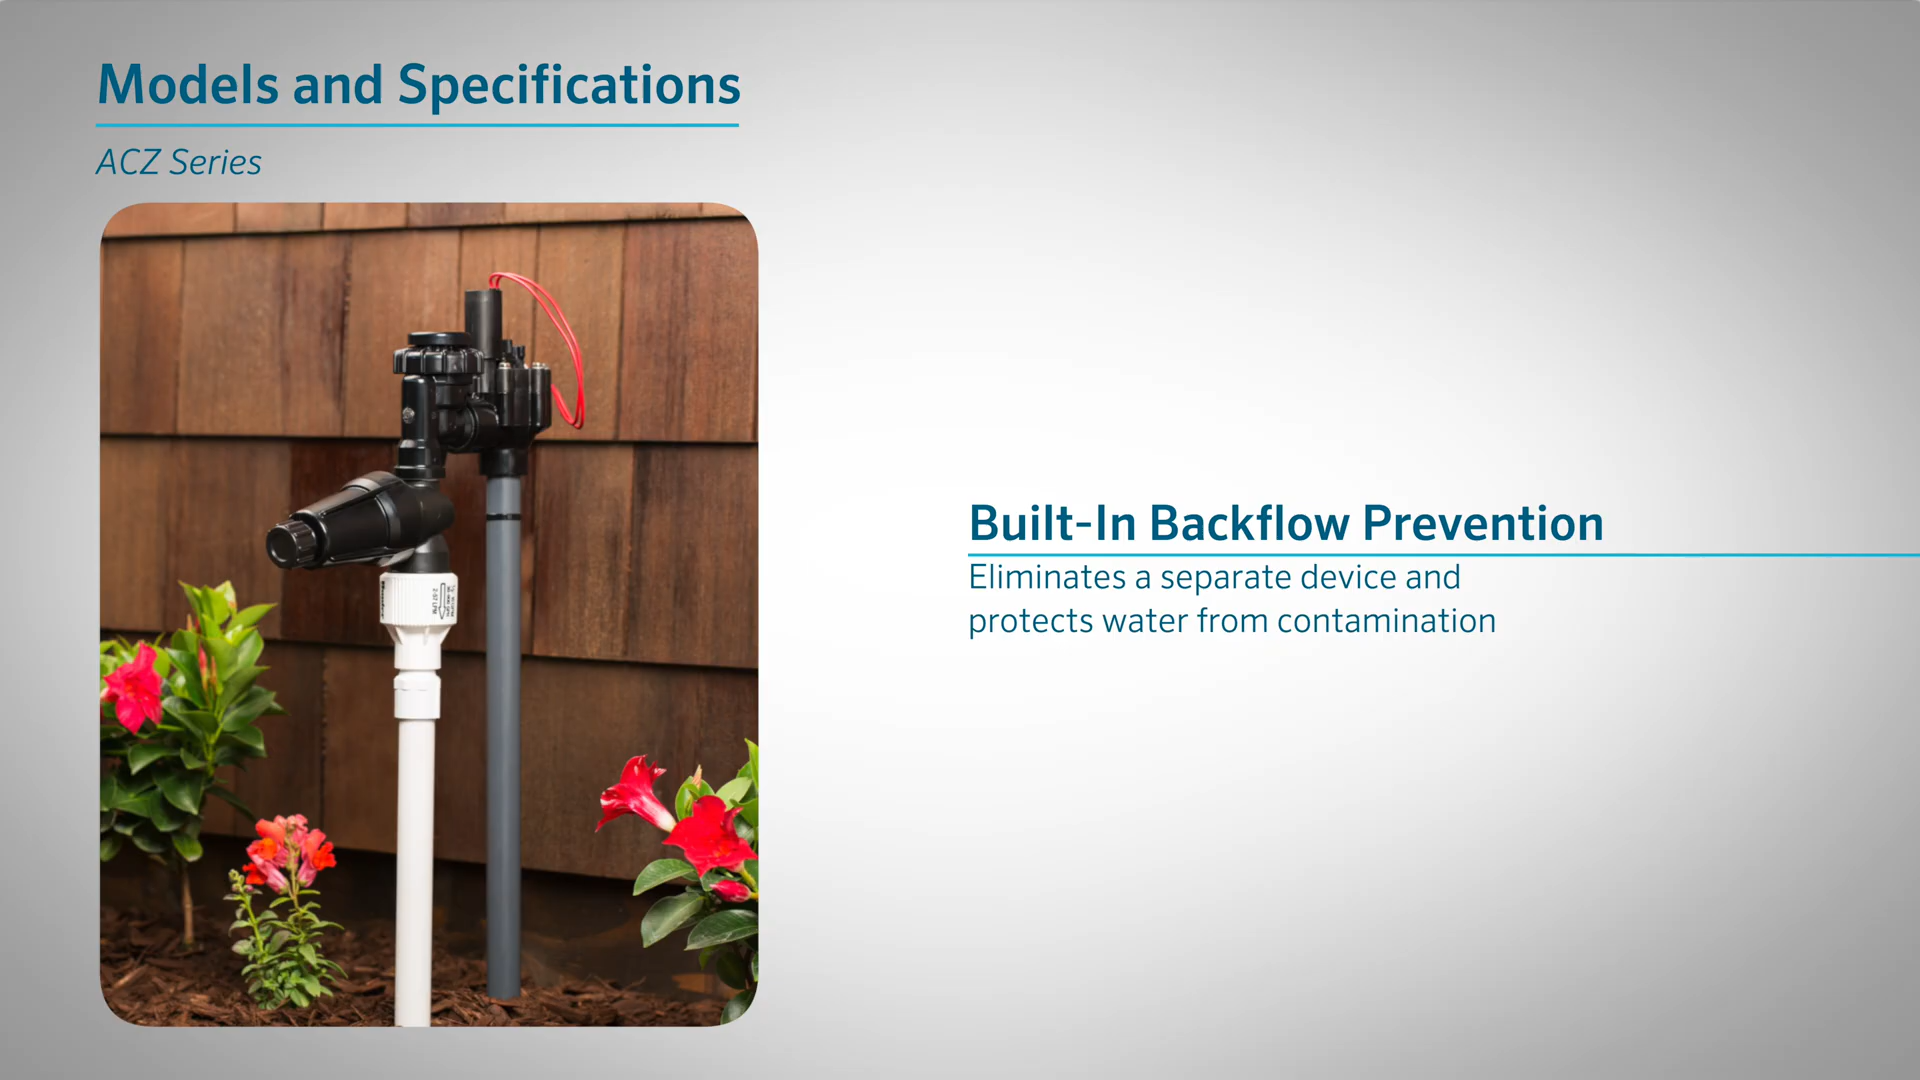 Models and Specifications
ACZ Series
Built-In Backflow Prevention
Eliminates a separate device and
protects water from contamination